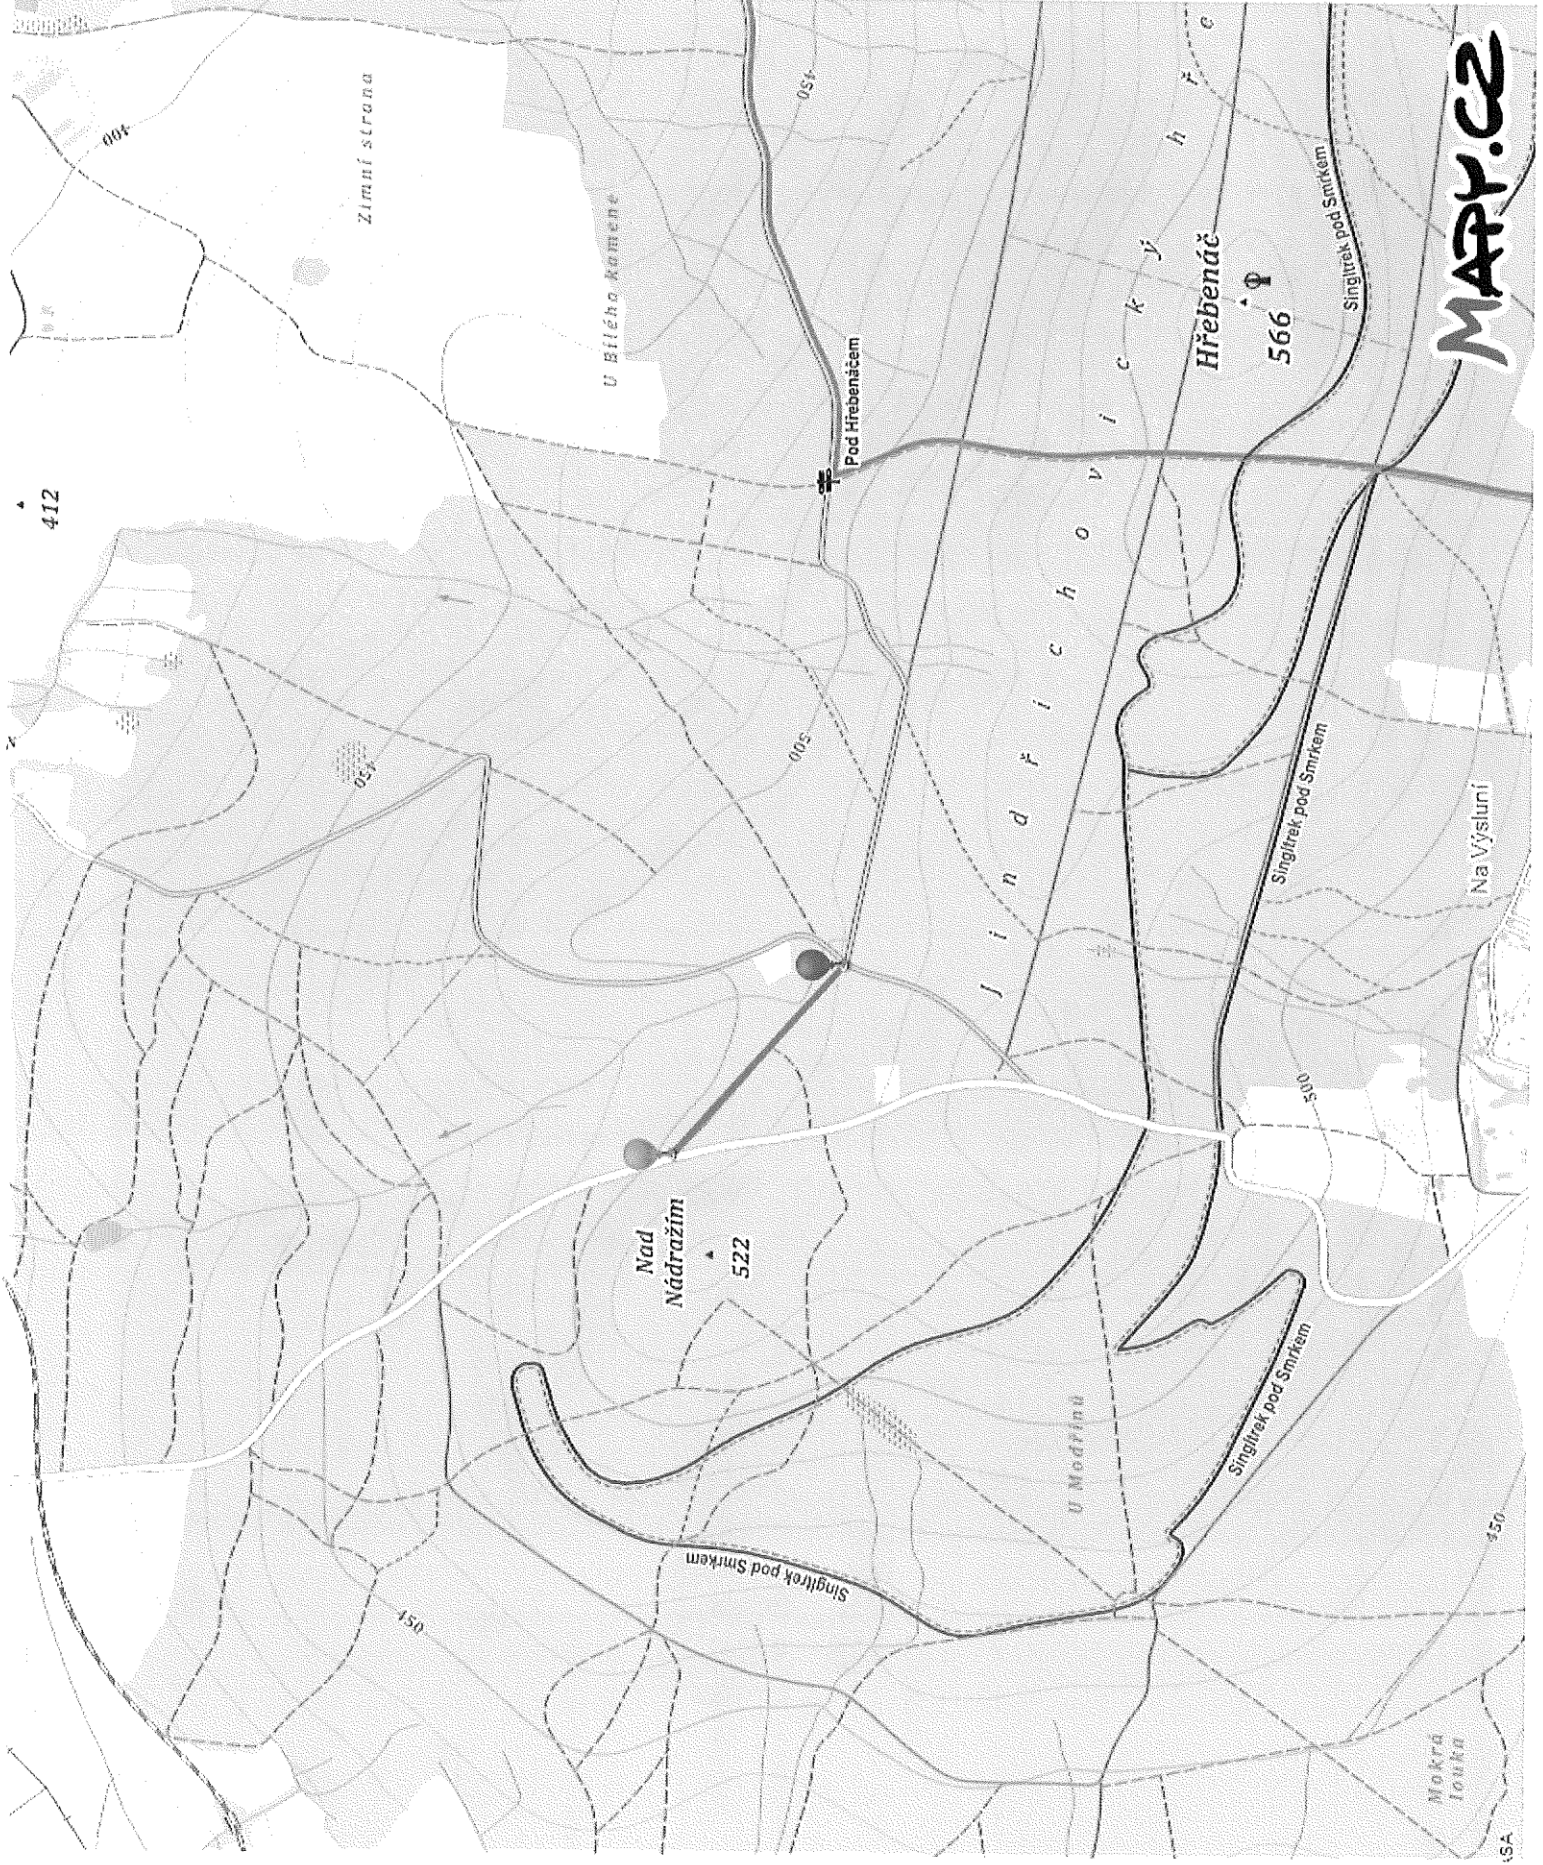 412
400
Zimní strana
U Bílého kamene
450
Pod Hřebenáčem
Jindřichovický hř
Hřebenáč
566
Singltrek pod Smrkem
MAPY.CZ
450
500
Singltrek pod Smrkem
Na Výsluní
500
Nad
Nádražím
522
U Modřínů
Singltrek pod Smrkem
Singltrek pod Smrkem
450
450
Mokrá
louka